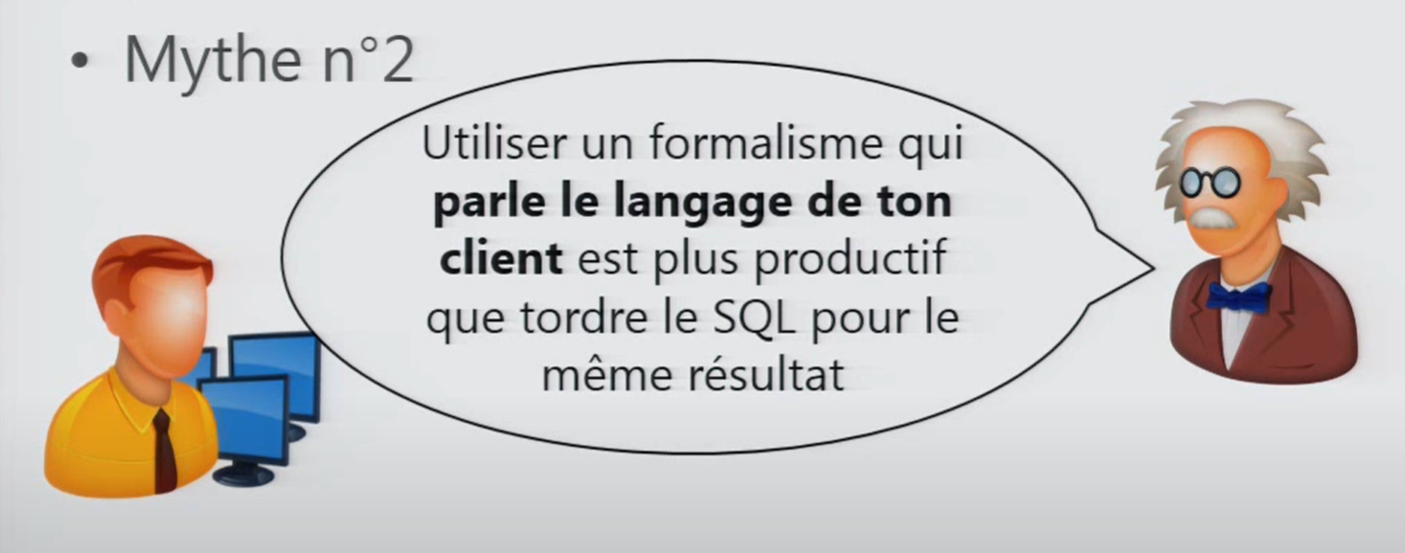 • Mythe n°2
Utiliser un formalisme qui
parle le langage de ton
client est plus productif
que tordre le SQL pour le
même résultat